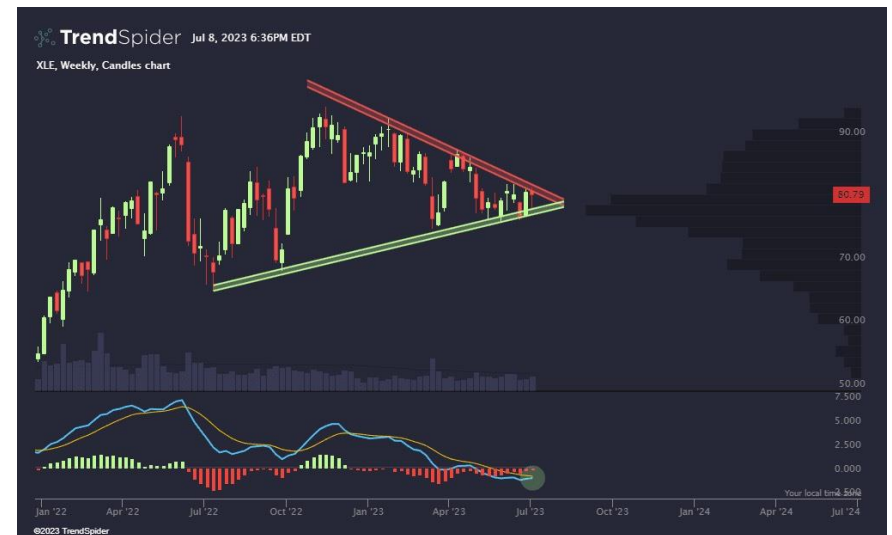 TrendSpider Jul 8, 2023 6:36PM EDT
XLE, Weekly, Candles chart
90.00
80.79
70.00
60.00
50.00
7.500
5.000
2.500
0.000
-2.500
Your local time zone
Jan '22 Apr '22 Jul '22 Oct '22 Jan '23 Apr '23 Jul '23 Oct '23 Jan '24 Apr '24 Jul '24
©2023 TrendSpider